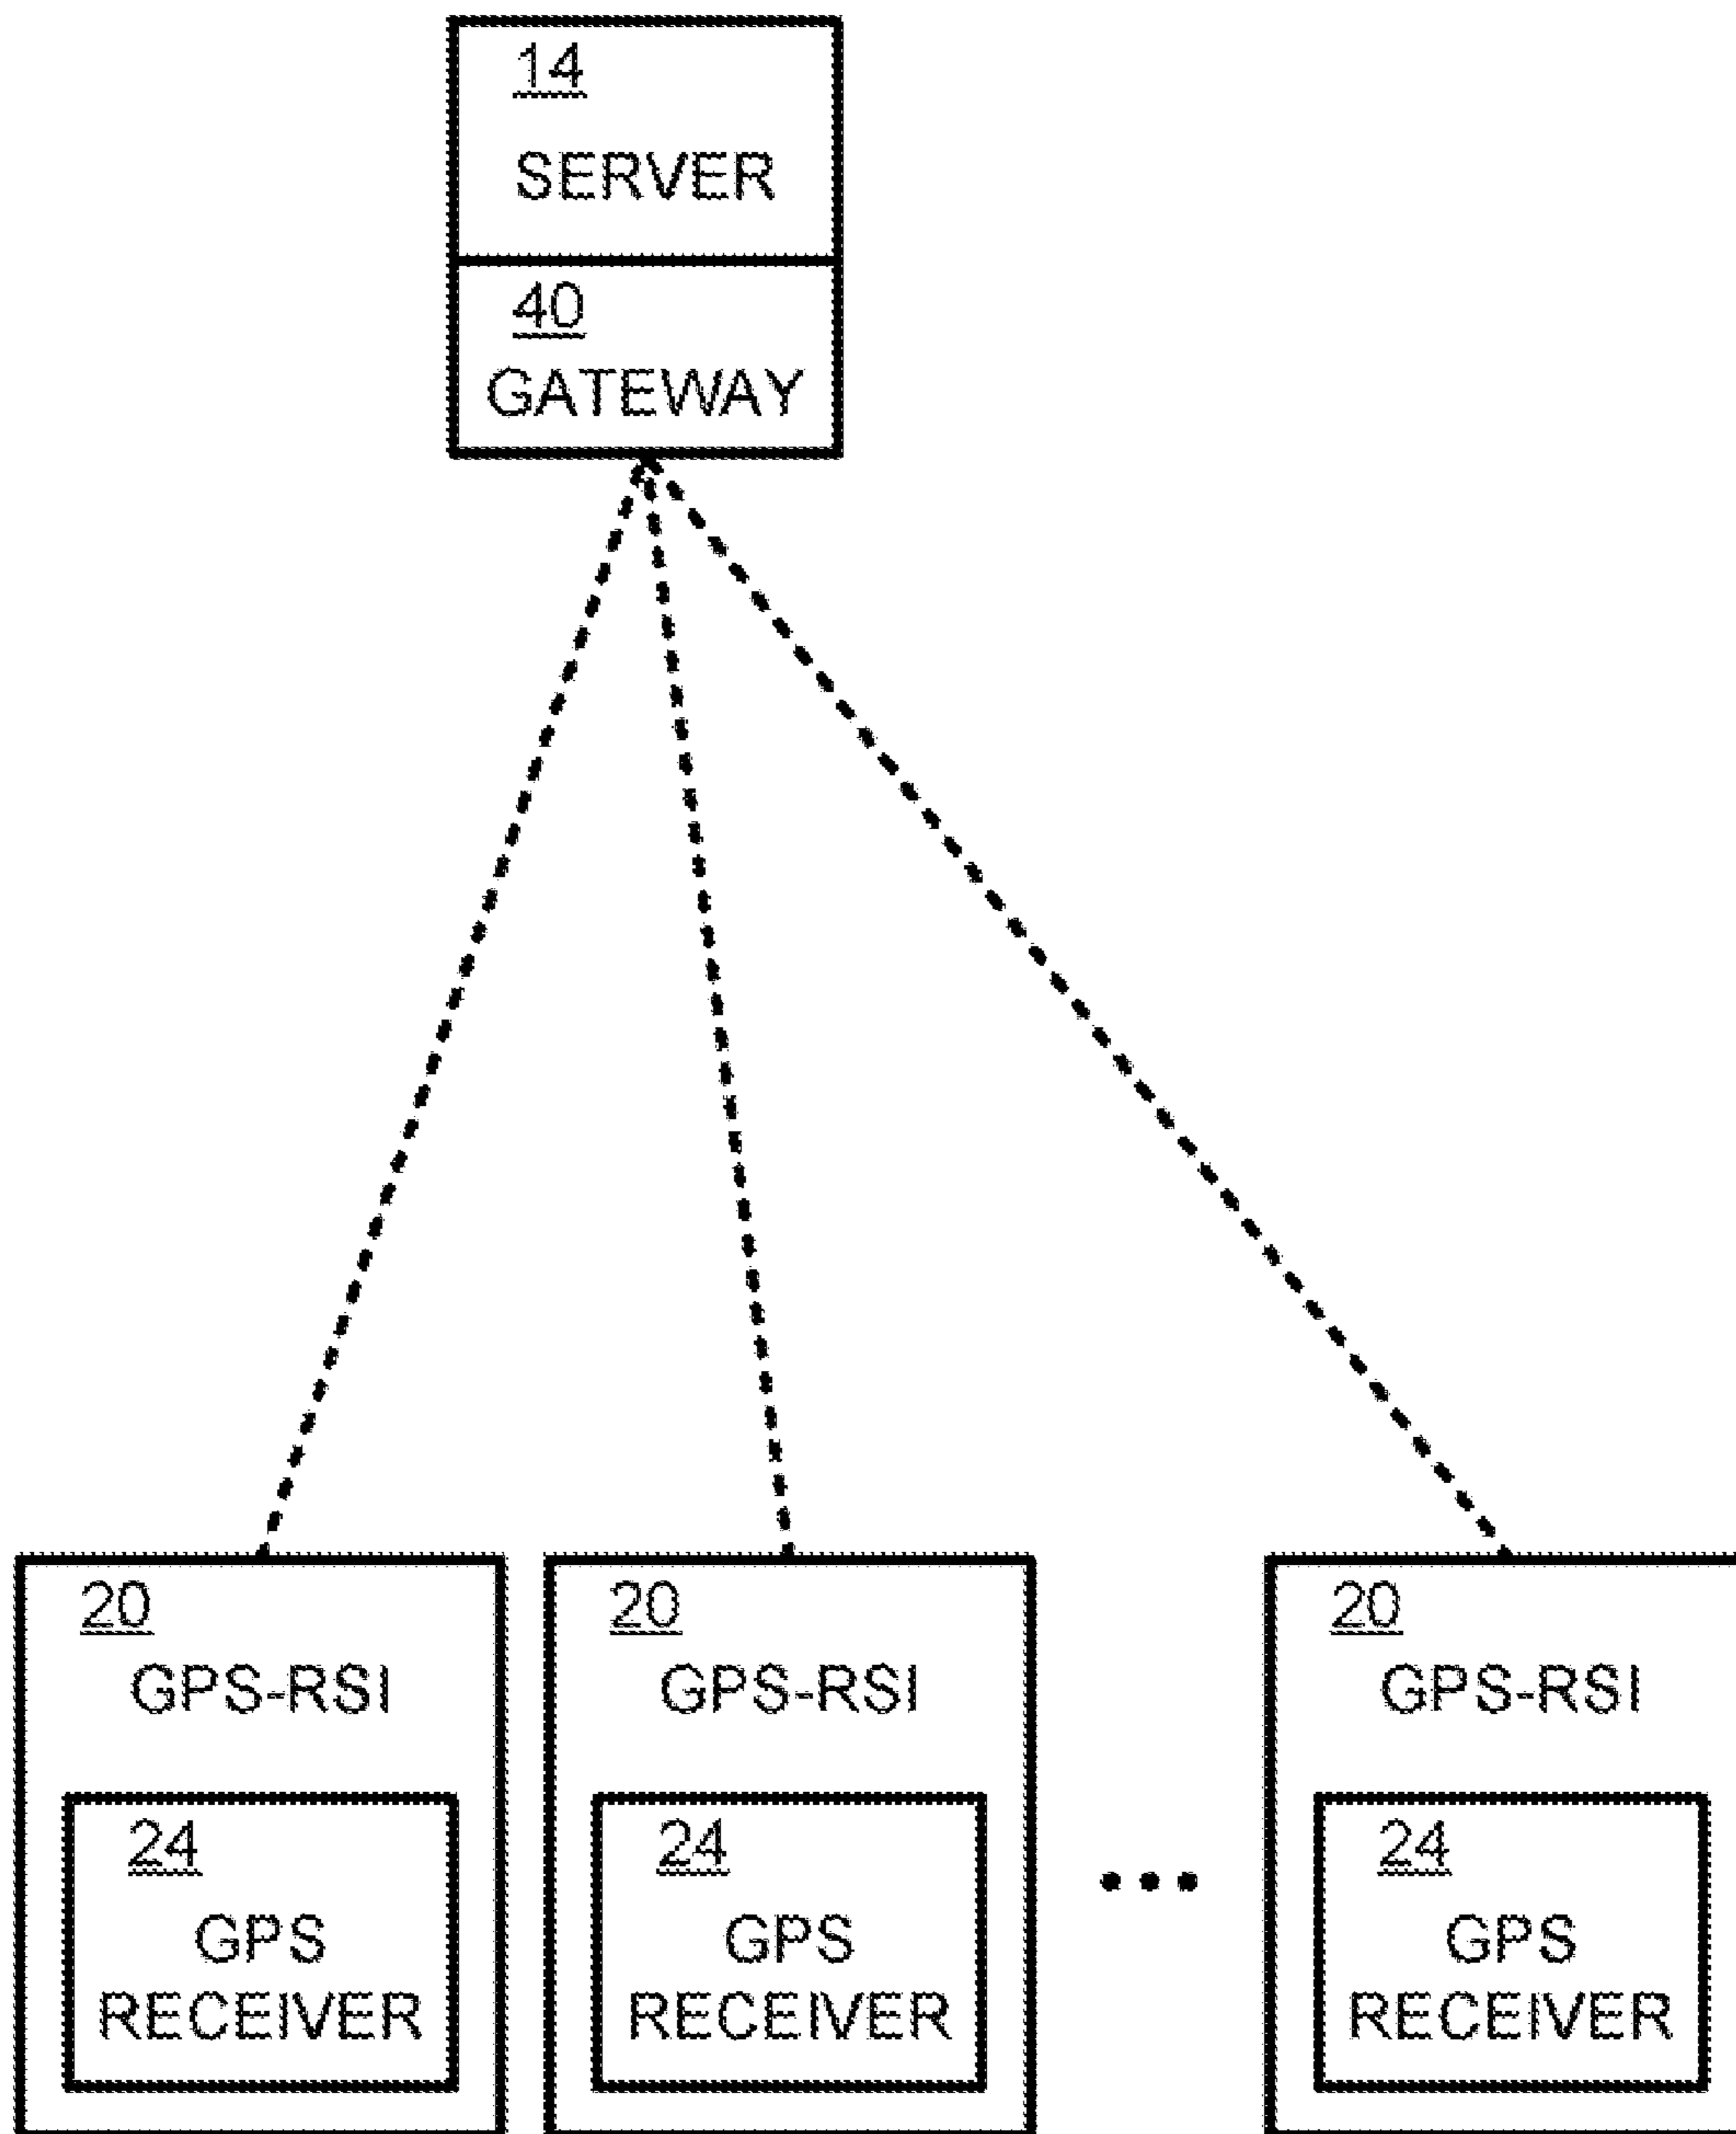 14
SERVER
40
GATEWAY
20
GPS-RSI
24
GPS
RECEIVER
20
GPS-RSI
24
GPS
RECEIVER
...
20
GPS-RSI
24
GPS
RECEIVER